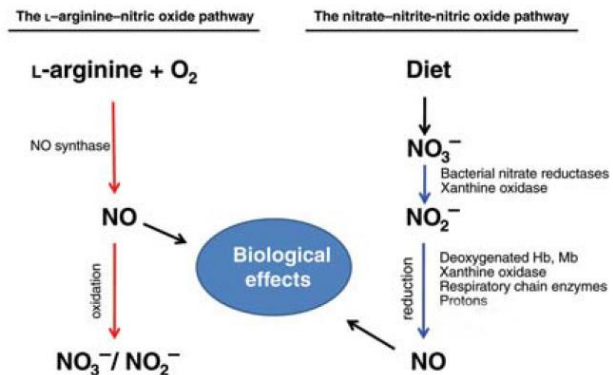 The L-arginine–nitric oxide pathway
L-arginine + O₂
NO synthase
NO
oxidation
NO₃⁻/ NO₂⁻
Biological
effects
The nitrate–nitrite-nitric oxide pathway
Diet
NO₃⁻
Bacterial nitrate reductases
Xanthine oxidase
NO₂⁻
reduction
Deoxygenated Hb, Mb
Xanthine oxidase
Respiratory chain enzymes
Protons
NO